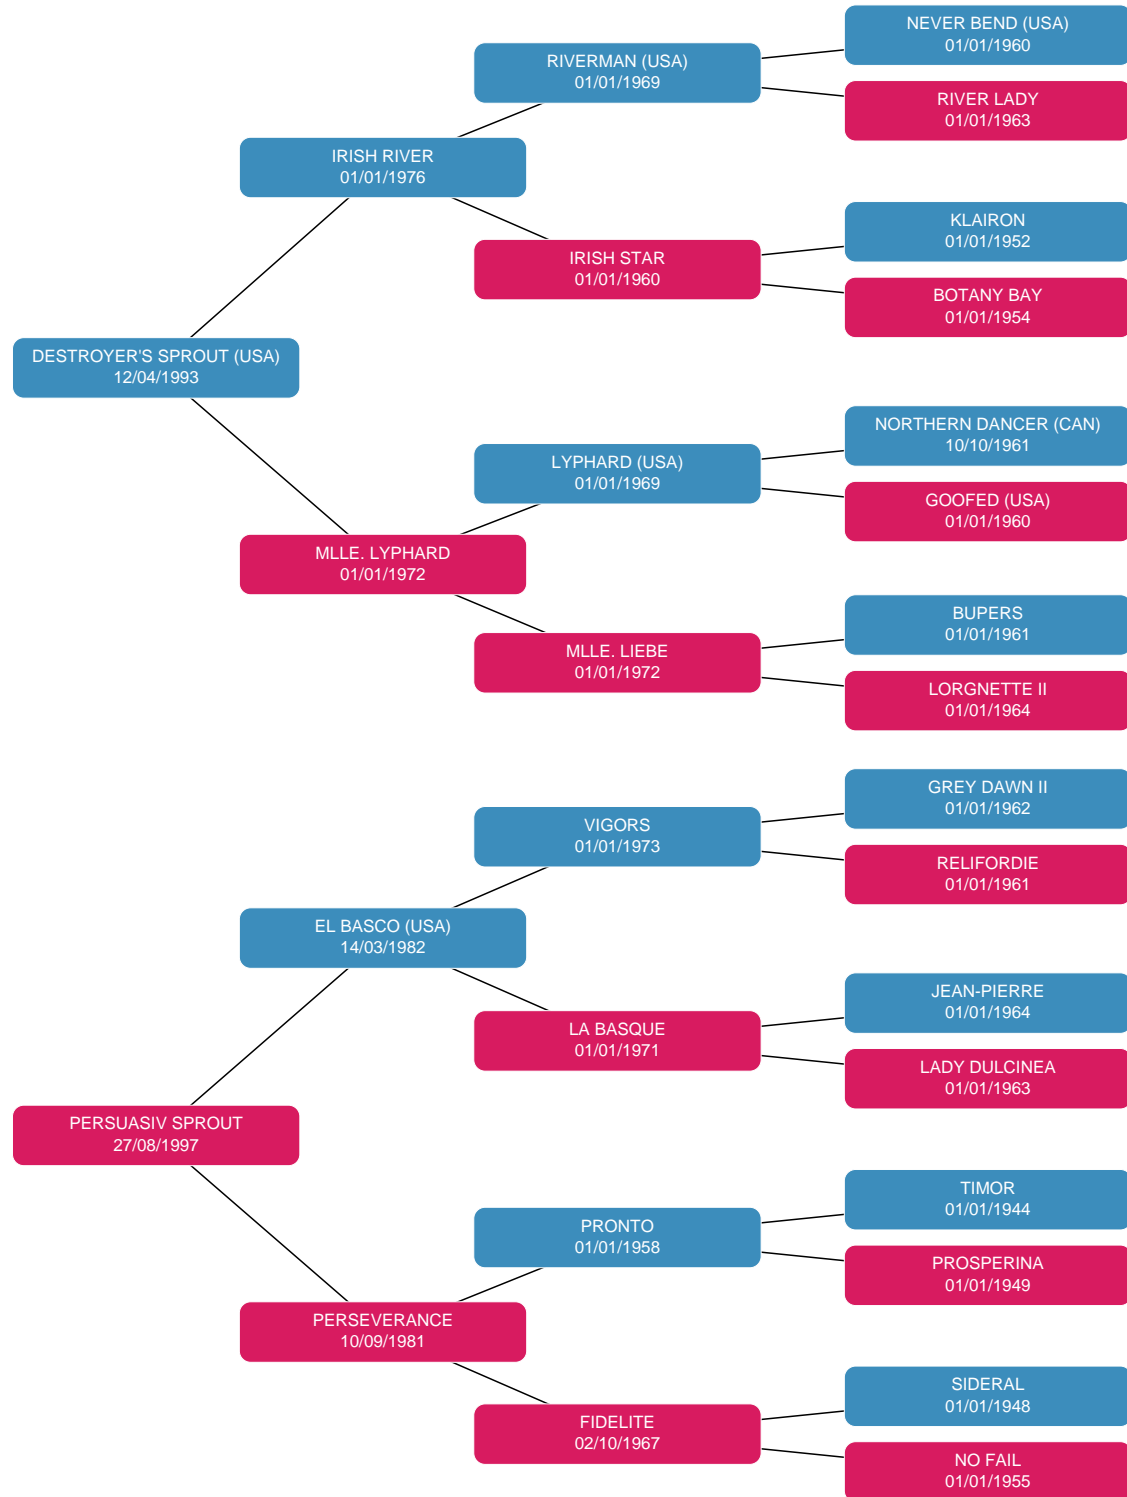 NEVER BEND (USA)
01/01/1960
RIVERMAN (USA)
01/01/1969
RIVER LADY
01/01/1963
IRISH RIVER
01/01/1976
KLAIRON
01/01/1952
IRISH STAR
01/01/1960
BOTANY BAY
01/01/1954
DESTROYER'S SPROUT (USA)
12/04/1993
NORTHERN DANCER (CAN)
10/10/1961
LYPHARD (USA)
01/01/1969
GOOFED (USA)
01/01/1960
MLLE. LYPHARD
01/01/1972
BUPERS
01/01/1961
MLLE. LIEBE
01/01/1972
LORGNETTE II
01/01/1964
GREY DAWN II
01/01/1962
VIGORS
01/01/1973
RELIFORDIE
01/01/1961
EL BASCO (USA)
14/03/1982
JEAN-PIERRE
01/01/1964
LA BASQUE
01/01/1971
LADY DULCINEA
01/01/1963
PERSUASIV SPROUT
27/08/1997
TIMOR
01/01/1944
PRONTO
01/01/1958
PROSPERINA
01/01/1949
PERSEVERANCE
10/09/1981
SIDERAL
01/01/1948
FIDELITE
02/10/1967
NO FAIL
01/01/1955